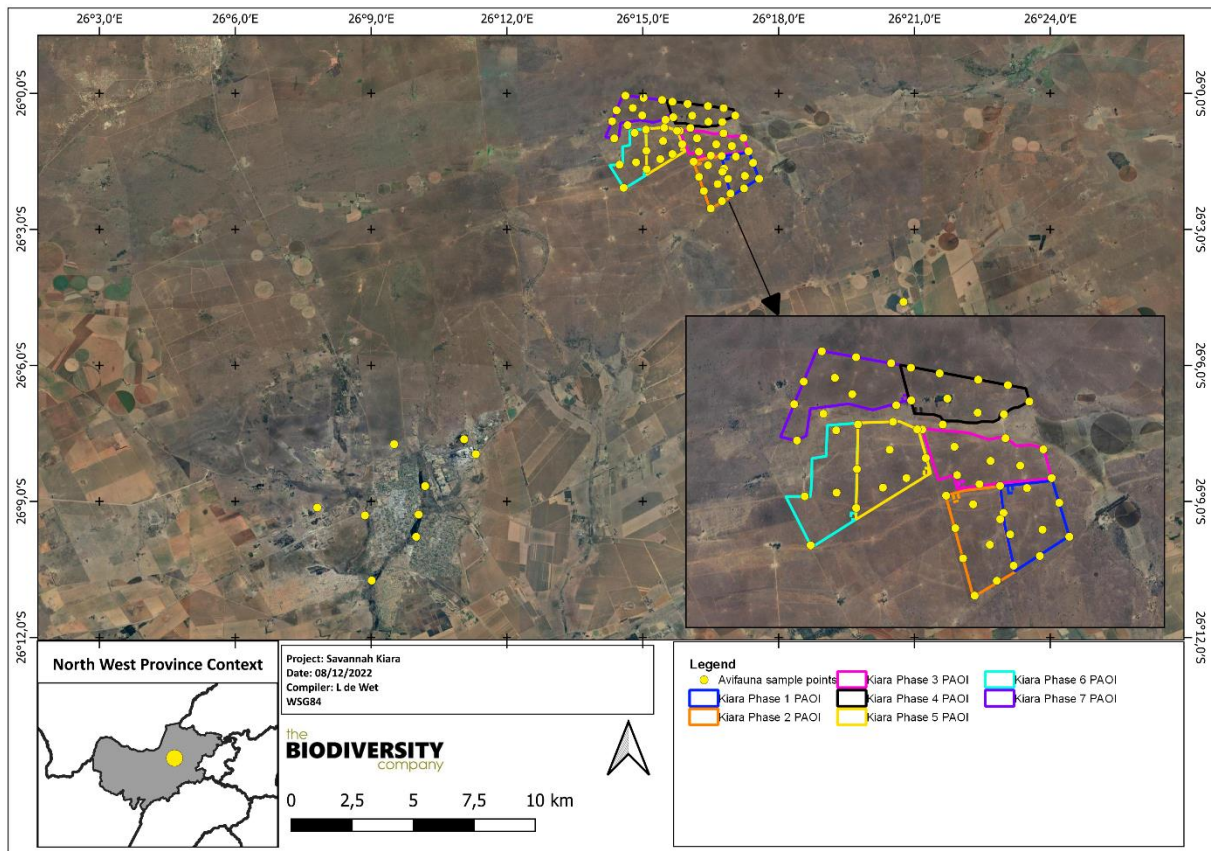 26°3,0'E 26°6,0'E 26°9,0'E 26°12,0'E 26°15,0'E 26°18,0'E 26°21,0'E 26°24,0'E
26°0,0'S 26°0,0'S
26°3,0'S 26°3,0'S
26°6,0'S 26°6,0'S
26°9,0'S 26°9,0'S
26°12,0'S 26°12,0'S
North West Province Context
Project: Savannah Kiara
Date: 08/12/2022
Compiler: L de Wet
WSG84
the
BIODIVERSITY
company
0 2,5 5 7,5 10 km
Legend
Avifauna sample points
Kiara Phase 1 PAOI
Kiara Phase 2 PAOI
Kiara Phase 3 PAOI
Kiara Phase 4 PAOI
Kiara Phase 5 PAOI
Kiara Phase 6 PAOI
Kiara Phase 7 PAOI